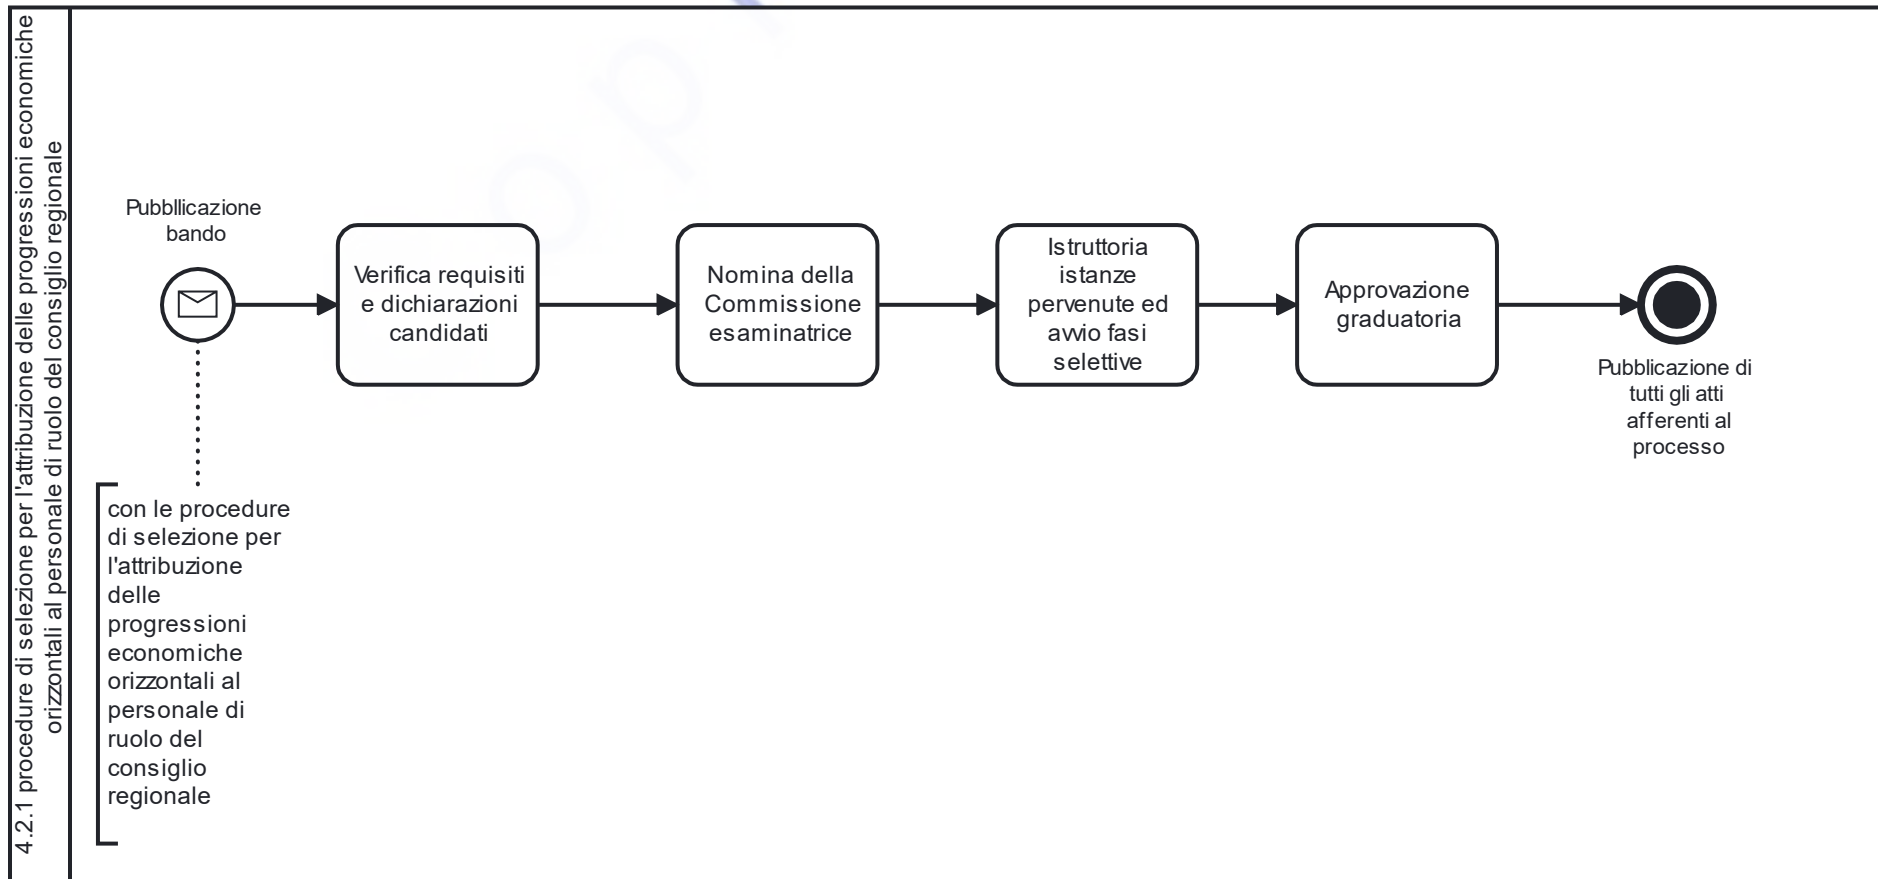 4.2.1 procedure di selezione per l'attribuzione delle progressioni economiche
orizzontali al personale di ruolo del consiglio regionale
Pubbllicazione
bando
Verifica requisiti
e dichiarazioni
candidati
Nomina della
Commissione
esaminatrice
Istruttoria
istanze
pervenute ed
avvio fasi
selettive
Approvazione
graduatoria
Pubblicazione di
tutti gli atti
afferenti al
processo
con le procedure
di selezione per
l'attribuzione
delle
progressioni
economiche
orizzontali al
personale di
ruolo del
consiglio
regionale